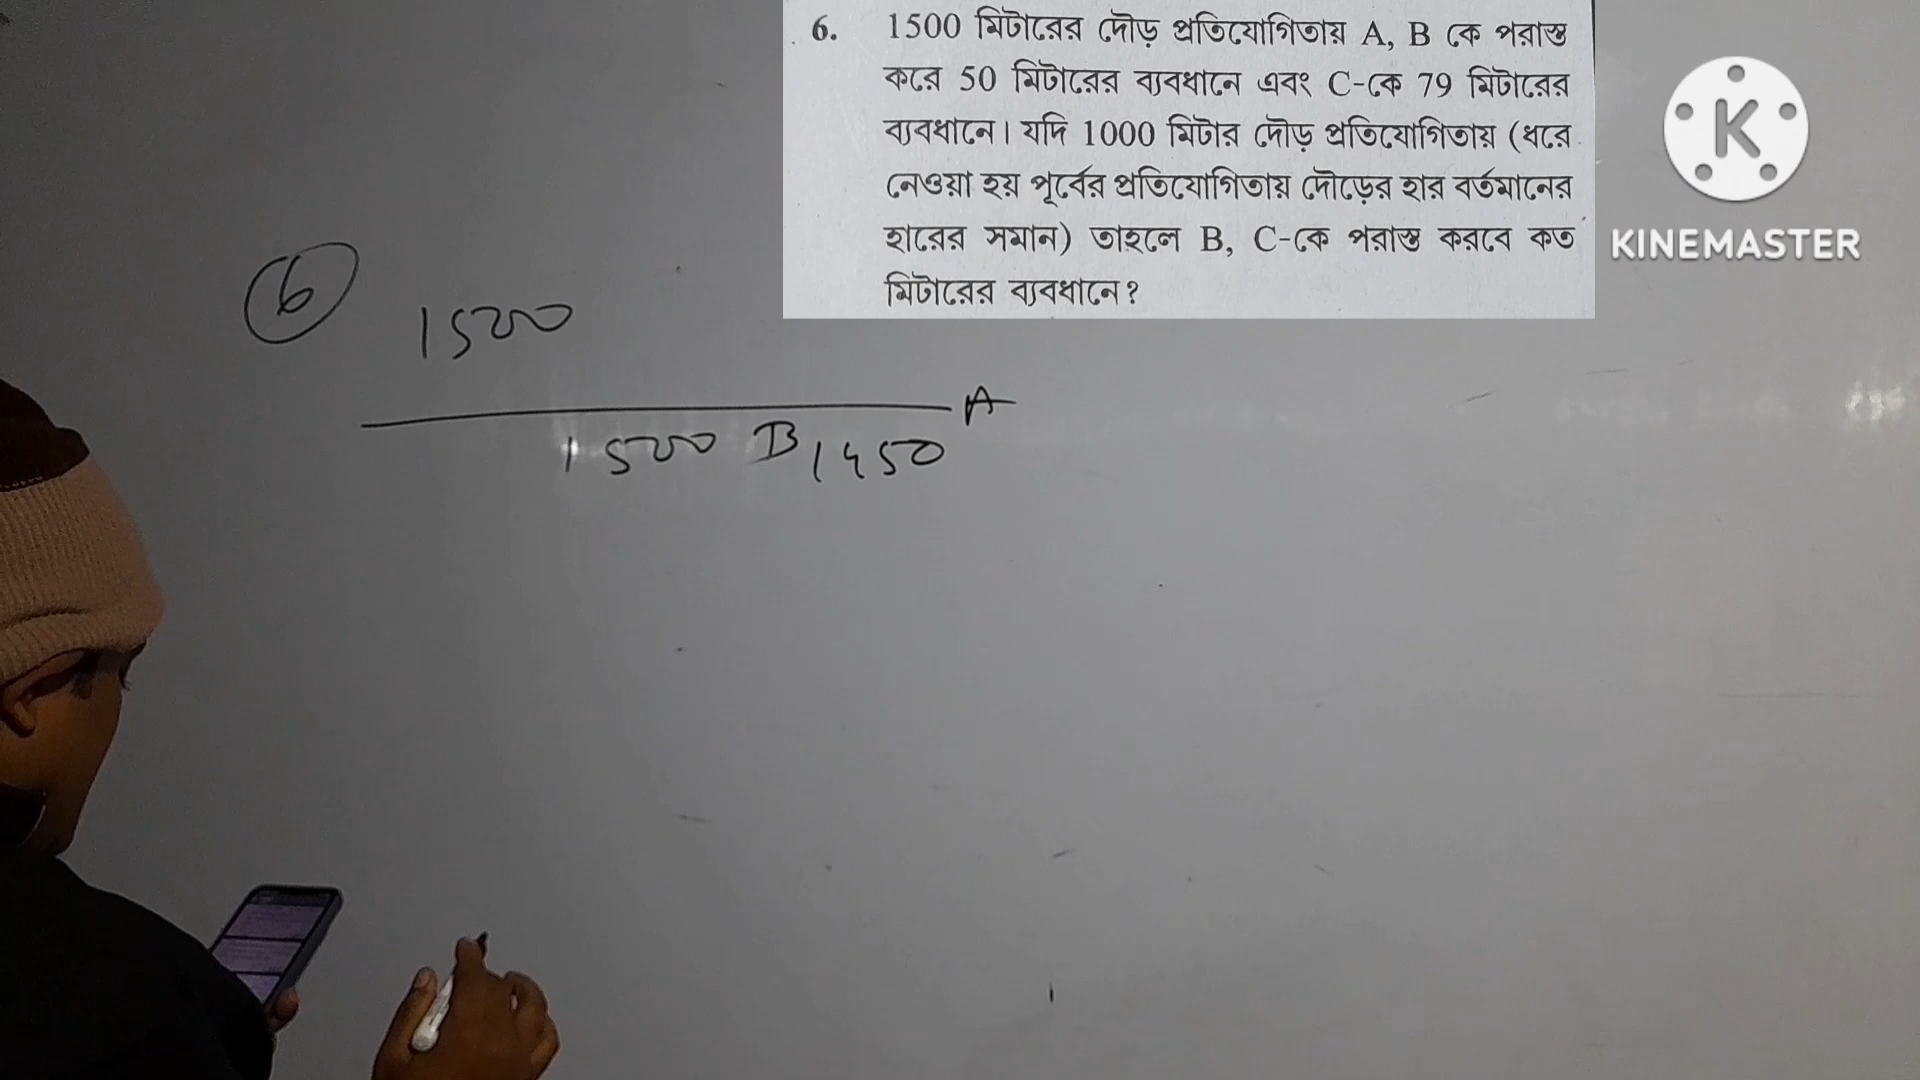 6. 1500 মিটারের দৌড় প্রতিযোগিতায় A, B কে পরাস্ত
করে 50 মিটারের ব্যবধানে এবং C-কে 79 মিটারের
ব্যবধানে। যদি 1000 মিটার দৌড় প্রতিযোগিতায় (ধরে
নেওয়া হয় পূর্বের প্রতিযোগিতায় দৌড়ের হার বর্তমানের
হারের সমান) তাহলে B, C-কে পরাস্ত করবে কত
মিটারের ব্যবধানে?
K
KINEMASTER
6
1500
A
1500 B 1450